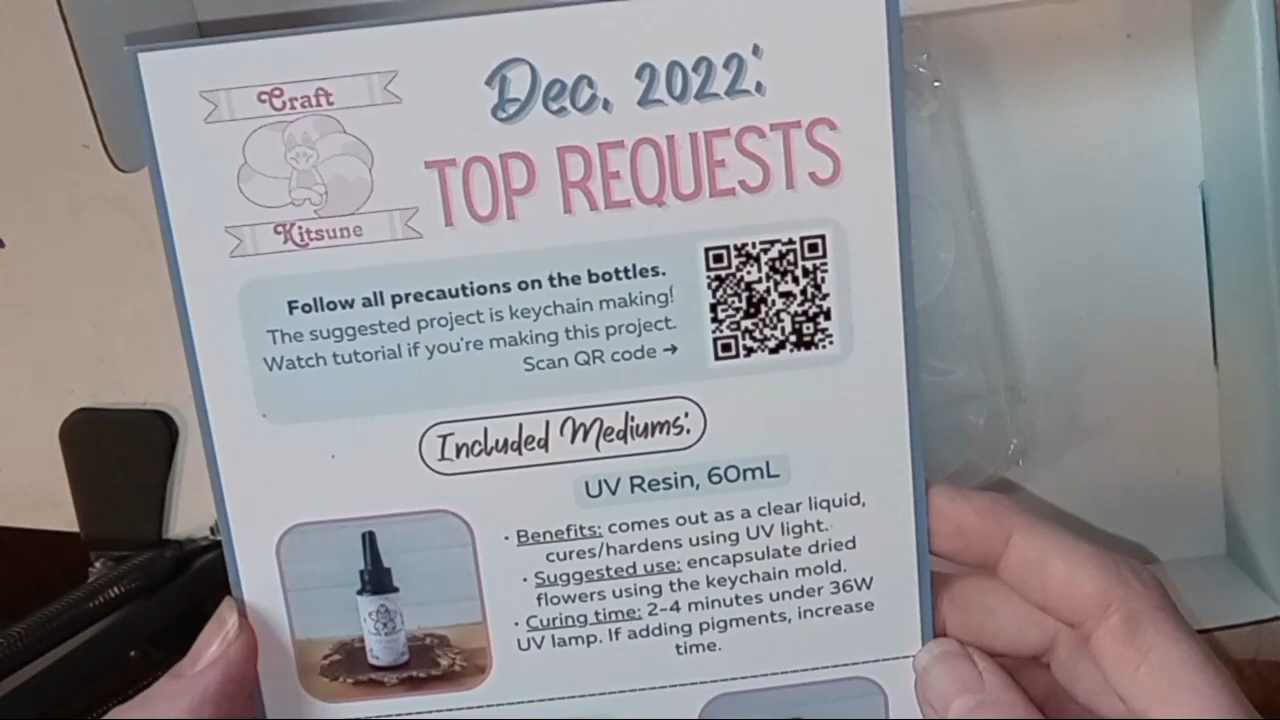 Craft
Kitsune
Dec. 2022:
TOP REQUESTS
Follow all precautions on the bottles.
The suggested project is keychain making!
Watch tutorial if you're making this project.
Scan QR code →
Included Mediums:
UV Resin, 60mL
• Benefits: comes out as a clear liquid,
cures/hardens using UV light.
• Suggested use: encapsulate dried
flowers using the keychain mold.
• Curing time: 2-4 minutes under 36W
UV lamp. If adding pigments, increase
time.